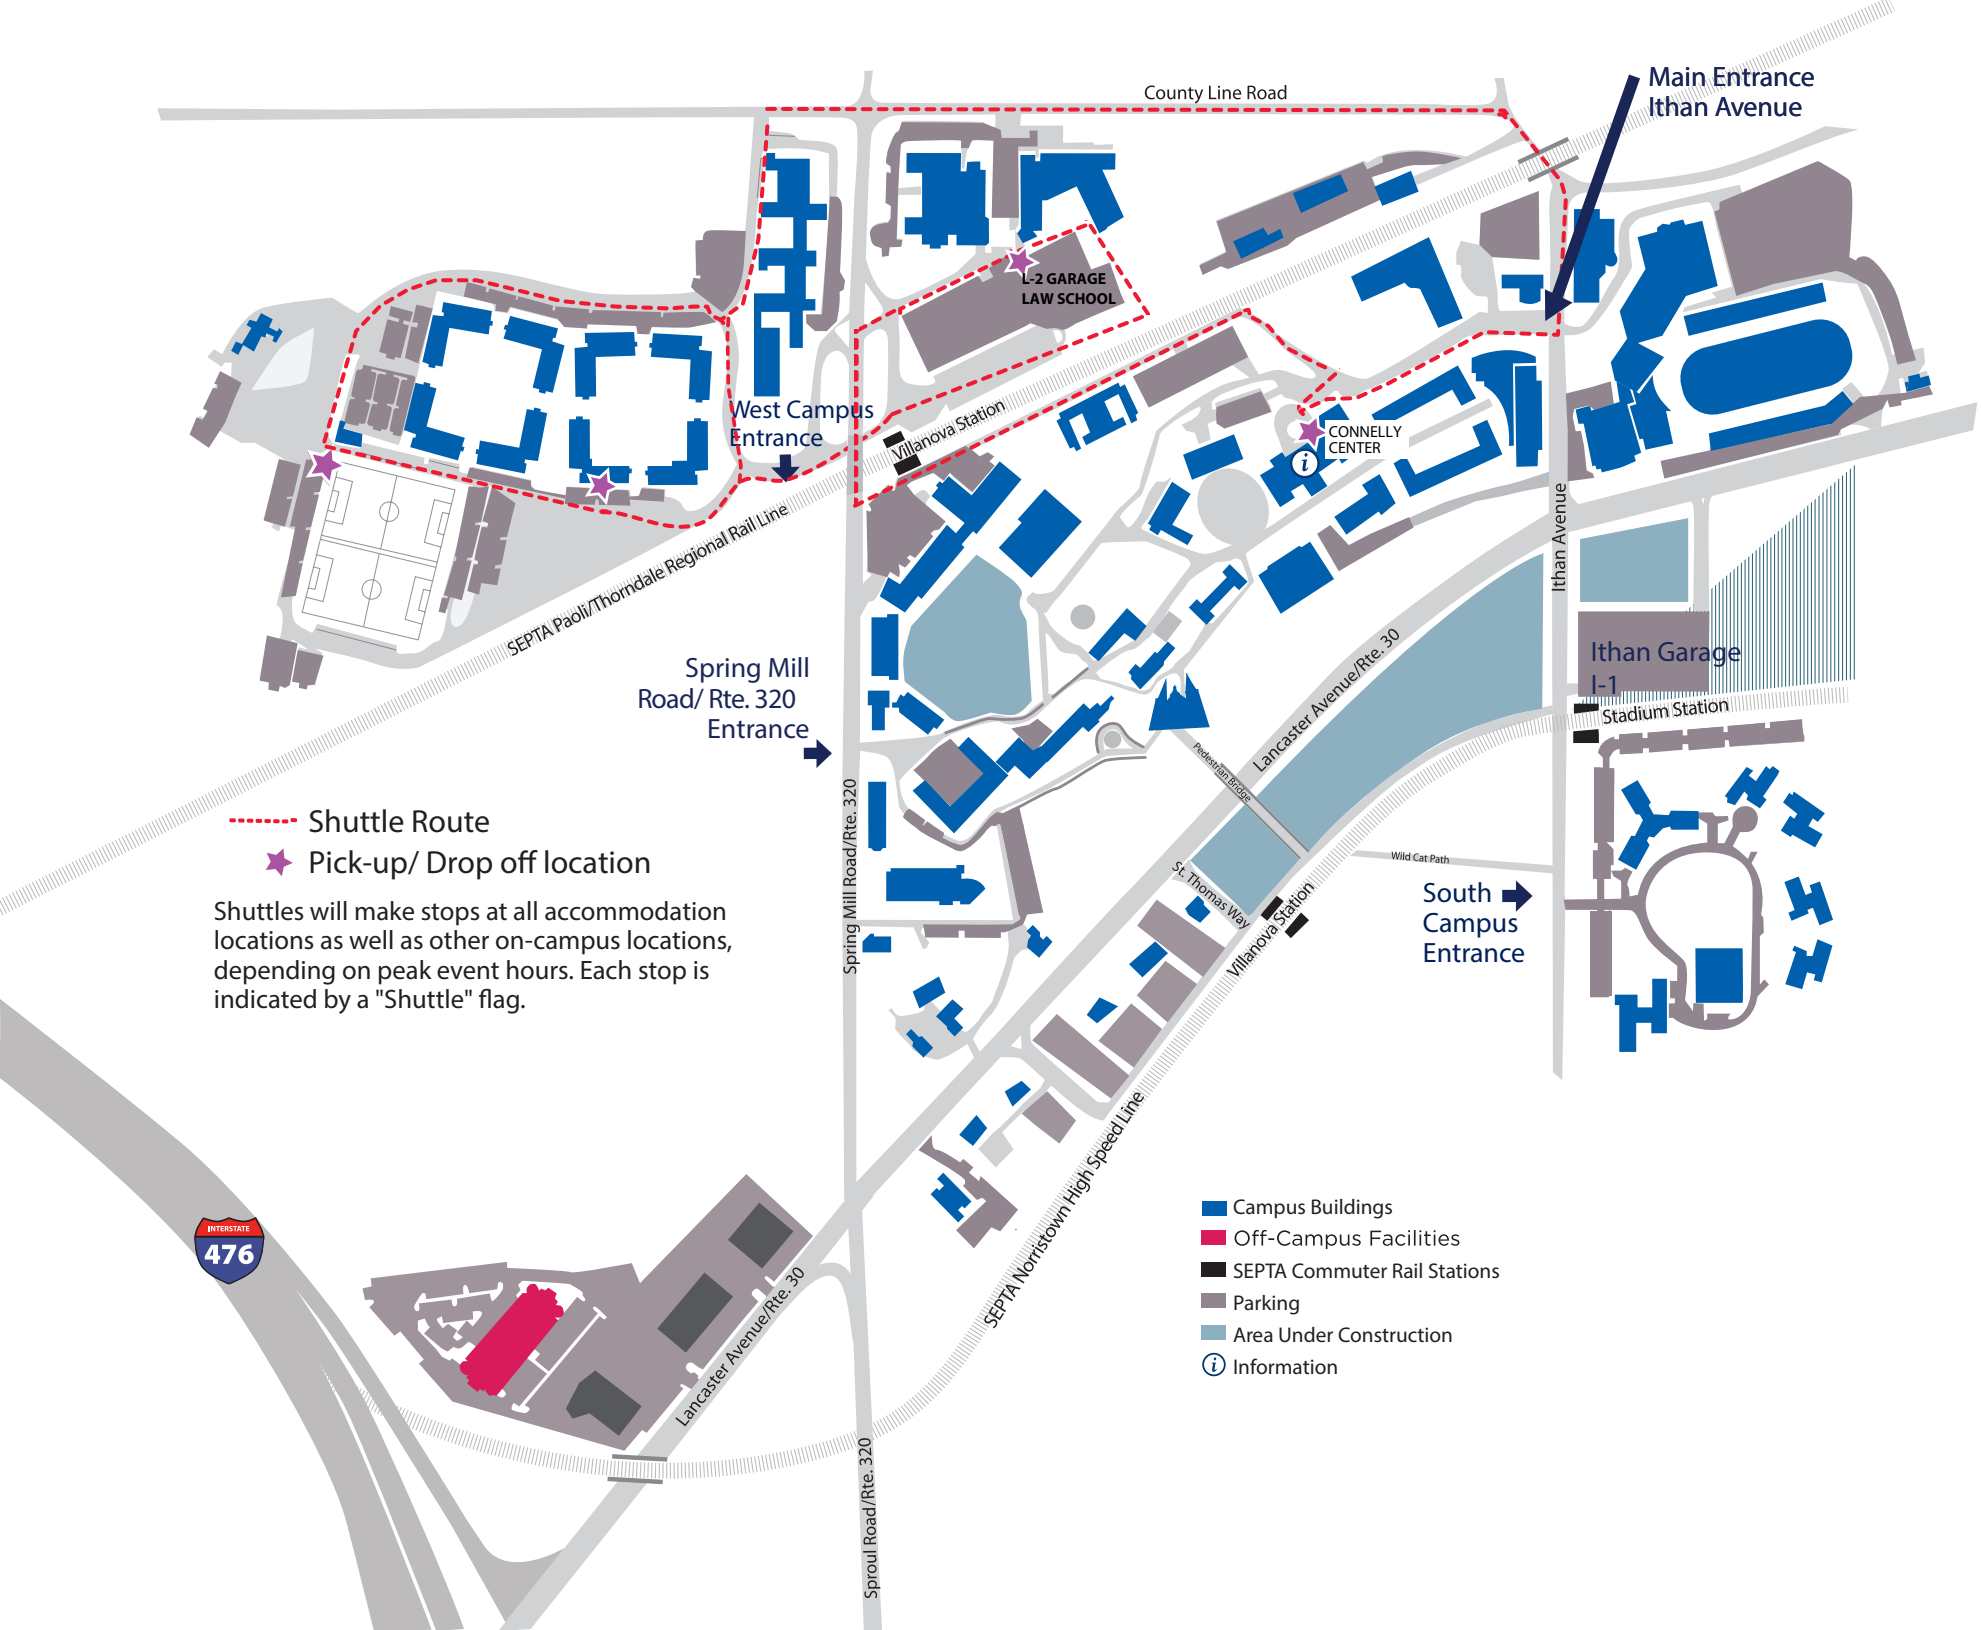 County Line Road
Main Entrance
Ithan Avenue
L-2 GARAGE
LAW SCHOOL
West Campus
Entrance
Villanova Station
CONNELLY
CENTER
i
SEPTA Paoli/Thorndale Regional Rail Line
Ithan Avenue
Spring Mill
Road/ Rte. 320
Entrance
Lancaster Avenue/Rte. 30
Ithan Garage
I-1
Stadium Station
Pedestrian Bridge
Spring Mill Road/Rte. 320
Shuttle Route
Pick-up/ Drop off location
Shuttles will make stops at all accommodation
locations as well as other on-campus locations,
depending on peak event hours. Each stop is
indicated by a "Shuttle" flag.
Wild Cat Path
St. Thomas Way
Villanova Station
South
Campus
Entrance
SEPTA Norristown High Speed Line
INTERSTATE
476
Lancaster Avenue/Rte. 30
Sproul Road/Rte. 320
Campus Buildings
Off-Campus Facilities
SEPTA Commuter Rail Stations
Parking
Area Under Construction
i Information